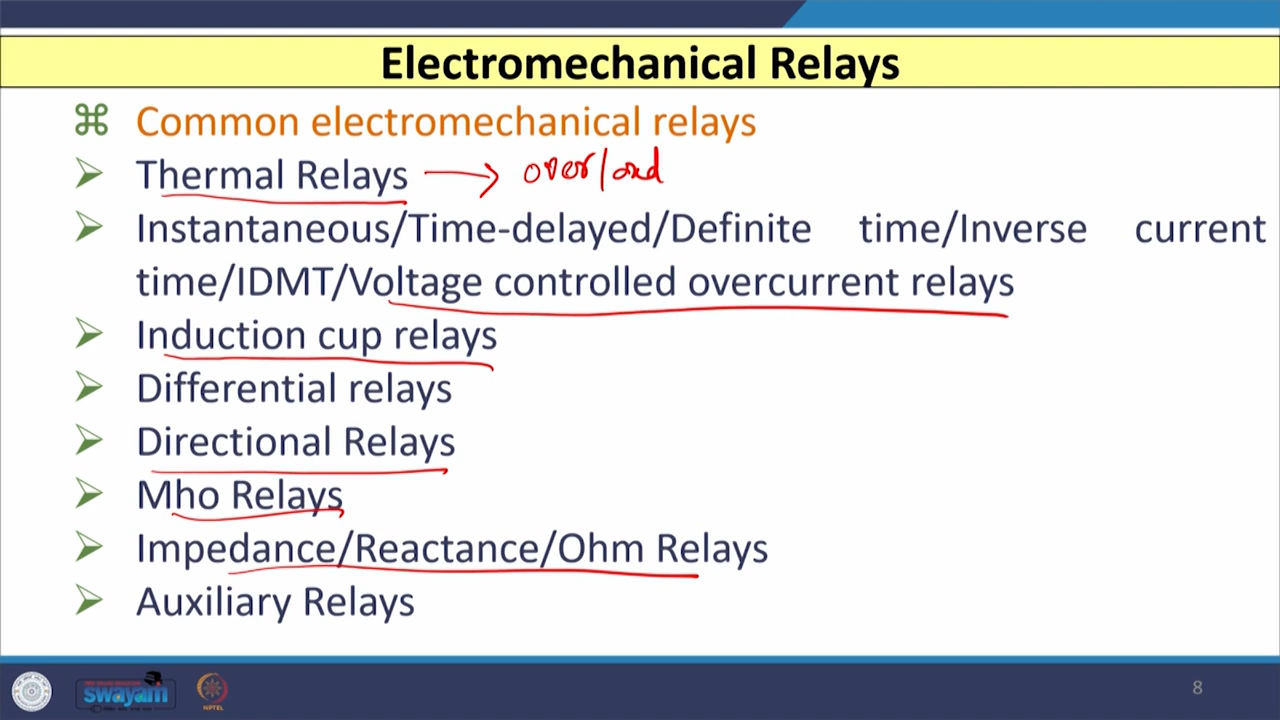 Electromechanical Relays
⌘ Common electromechanical relays
➢ Thermal Relays → overload
➢ Instantaneous/Time-delayed/Definite time/Inverse current
time/IDMT/Voltage controlled overcurrent relays
➢ Induction cup relays
➢ Differential relays
➢ Directional Relays
➢ Mho Relays
➢ Impedance/Reactance/Ohm Relays
➢ Auxiliary Relays
swayam
NPTEL
8